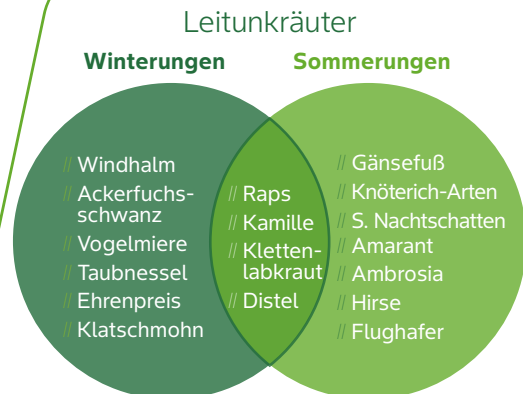 Leitunkräuter
Winterungen
Sommerungen
// Windhalm
// Ackerfuchs-
schwanz
// Vogelmiere
// Taubnessel
// Ehrenpreis
// Klatschmohn
// Raps
// Kamille
// Kletten-
labkraut
// Distel
// Gänsefuß
// Knöterich-Arten
// S. Nachtschatten
// Amarant
// Ambrosia
// Hirse
// Flughafer